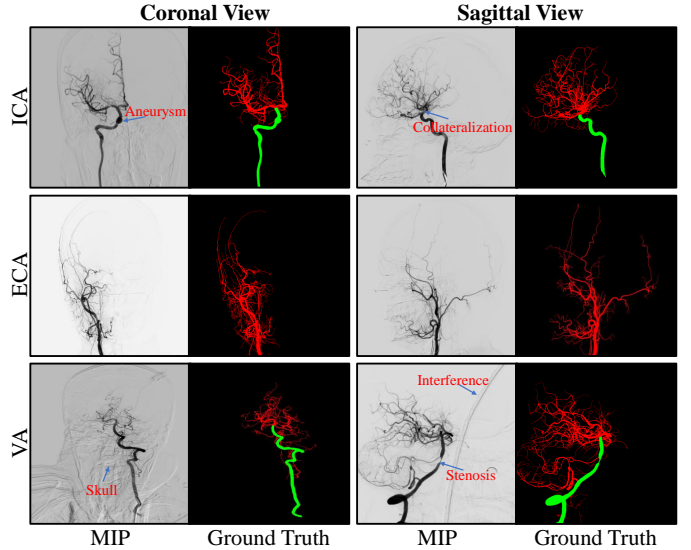 Coronal View Sagittal View
ICA
Aneurysm
Collateralization
ECA
VA
Interference
Skull
Stenosis
MIP Ground Truth MIP Ground Truth